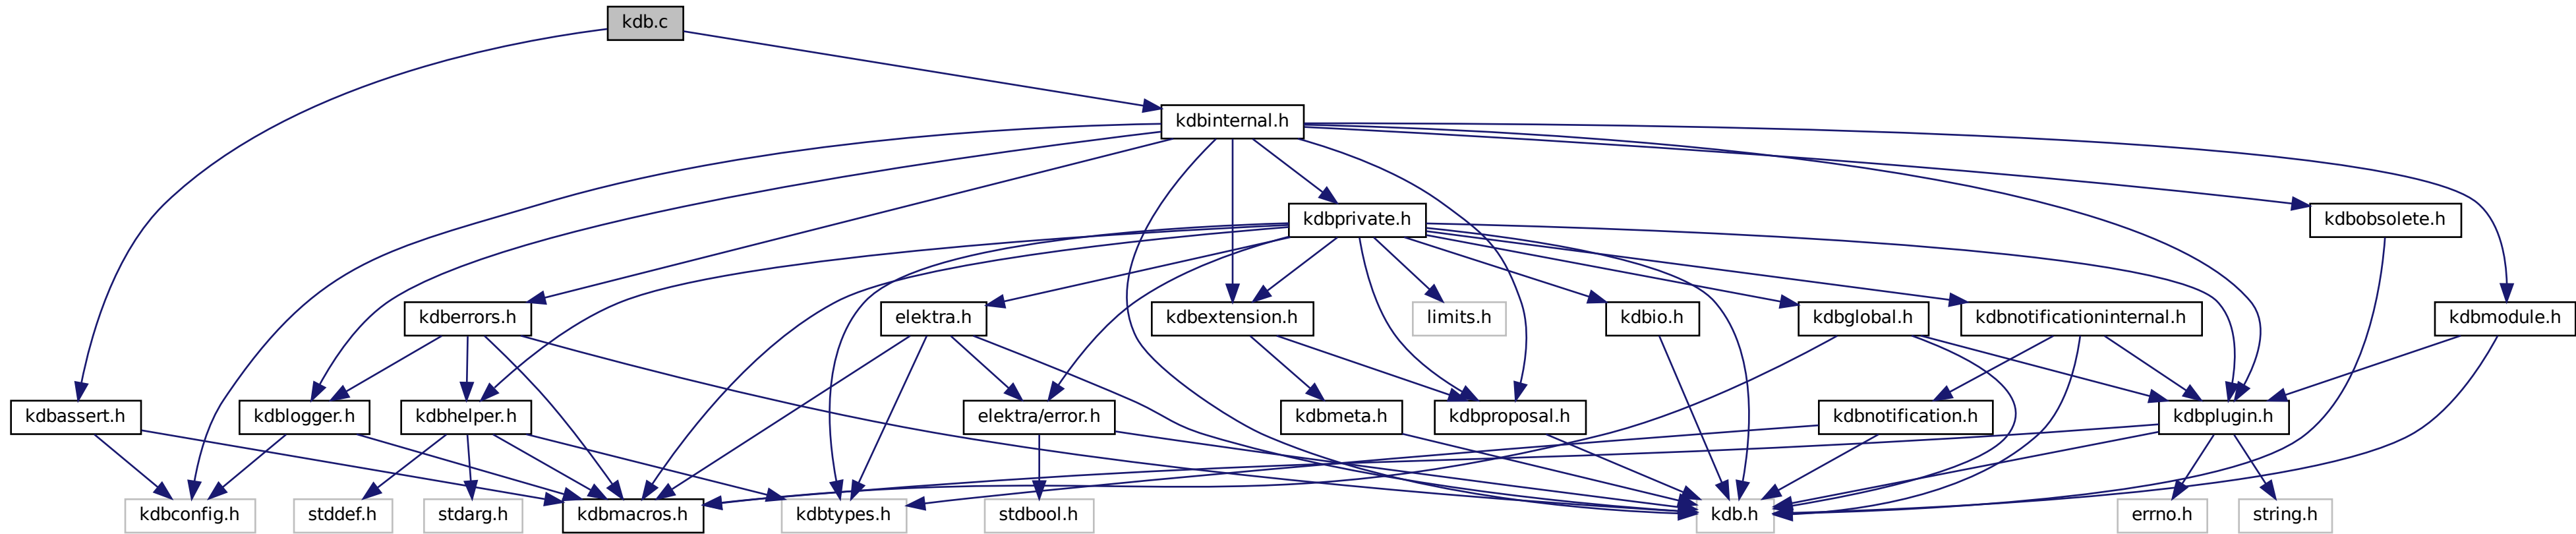 kdb.c
kdbinternal.h
kdbprivate.h
kdbobsolete.h
kdberrors.h
elektra.h
kdbextension.h
limits.h
kdbio.h
kdbglobal.h
kdbnotificationinternal.h
kdbmodule.h
kdbassert.h
kdblogger.h
kdbhelper.h
elektra/error.h
kdbmeta.h
kdbproposal.h
kdbnotification.h
kdbplugin.h
kdbconfig.h
stddef.h
stdarg.h
kdbmacros.h
kdbtypes.h
stdbool.h
kdb.h
errno.h
string.h